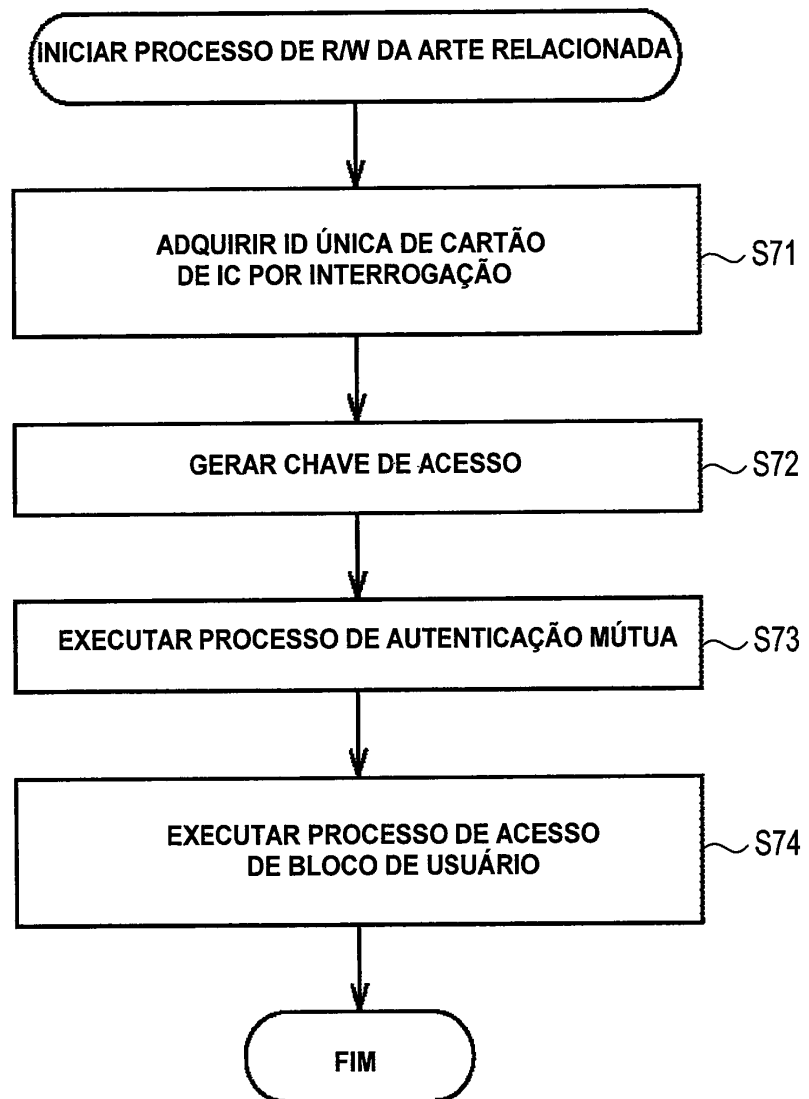 INICIAR PROCESSO DE R/W DA ARTE RELACIONADA
ADQUIRIR ID ÚNICA DE CARTÃO
DE IC POR INTERROGAÇÃO
S71
GERAR CHAVE DE ACESSO
S72
EXECUTAR PROCESSO DE AUTENTICAÇÃO MÚTUA
S73
EXECUTAR PROCESSO DE ACESSO
DE BLOCO DE USUÁRIO
S74
FIM